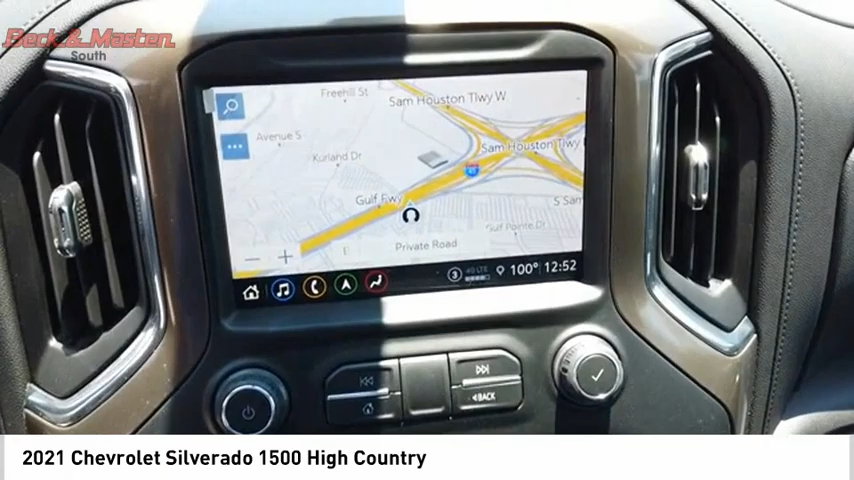 Beck & Masten
South
Freehill St
Sam Houston Tlwy W
Avenue S
Kurland Dr
Sam Houston Tlwy
45
Gulf Fwy
S Sam
Gulf Pointe Dr
E
Private Road
3 4G LTE 100° 12:52
BACK
2021 Chevrolet Silverado 1500 High Country